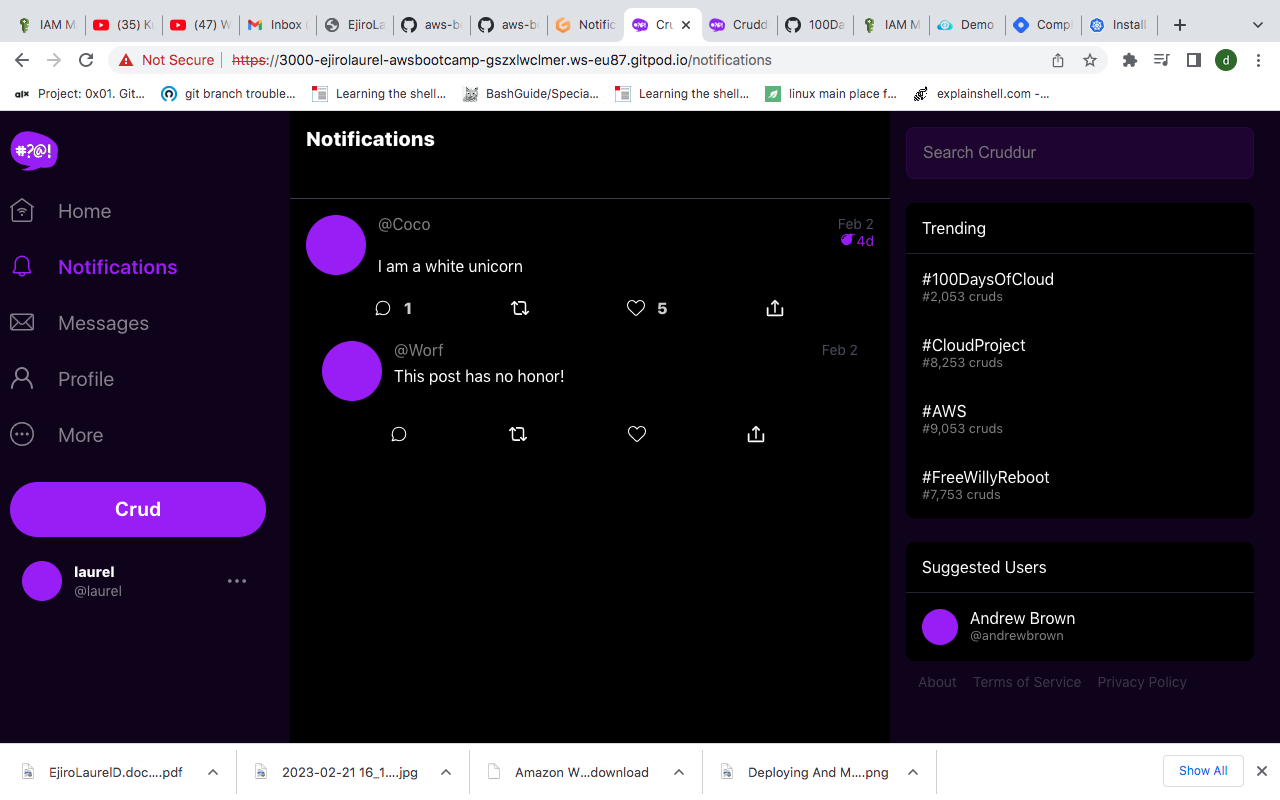 IAM M
(35) K
(47) W
Inbox
EjiroLa
aws-b
aws-b
Notific
Cru
Crudd
100Da
IAM M
Demo
Compl
Install
Not Secure
https://3000-ejirolaurel-awsbootcamp-gszxlwclmer.ws-eu87.gitpod.io/notifications
d
alx
Project: 0x01. Git...
git branch trouble...
Learning the shell...
BashGuide/Specia...
Learning the shell...
linux main place f...
explainshell.com -...
#?@!
Home
Notifications
Messages
Profile
More
Crud
laurel
@laurel
Notifications
@Coco
Feb 2
4d
I am a white unicorn
1
5
@Worf
Feb 2
This post has no honor!
Search Cruddur
Trending
#100DaysOfCloud
#2,053 cruds
#CloudProject
#8,253 cruds
#AWS
#9,053 cruds
#FreeWillyReboot
#7,753 cruds
Suggested Users
Andrew Brown
@andrewbrown
About Terms of Service Privacy Policy
EjiroLaurelD.doc....pdf
2023-02-21 16_1....jpg
Amazon W...download
Deploying And M....png
Show All